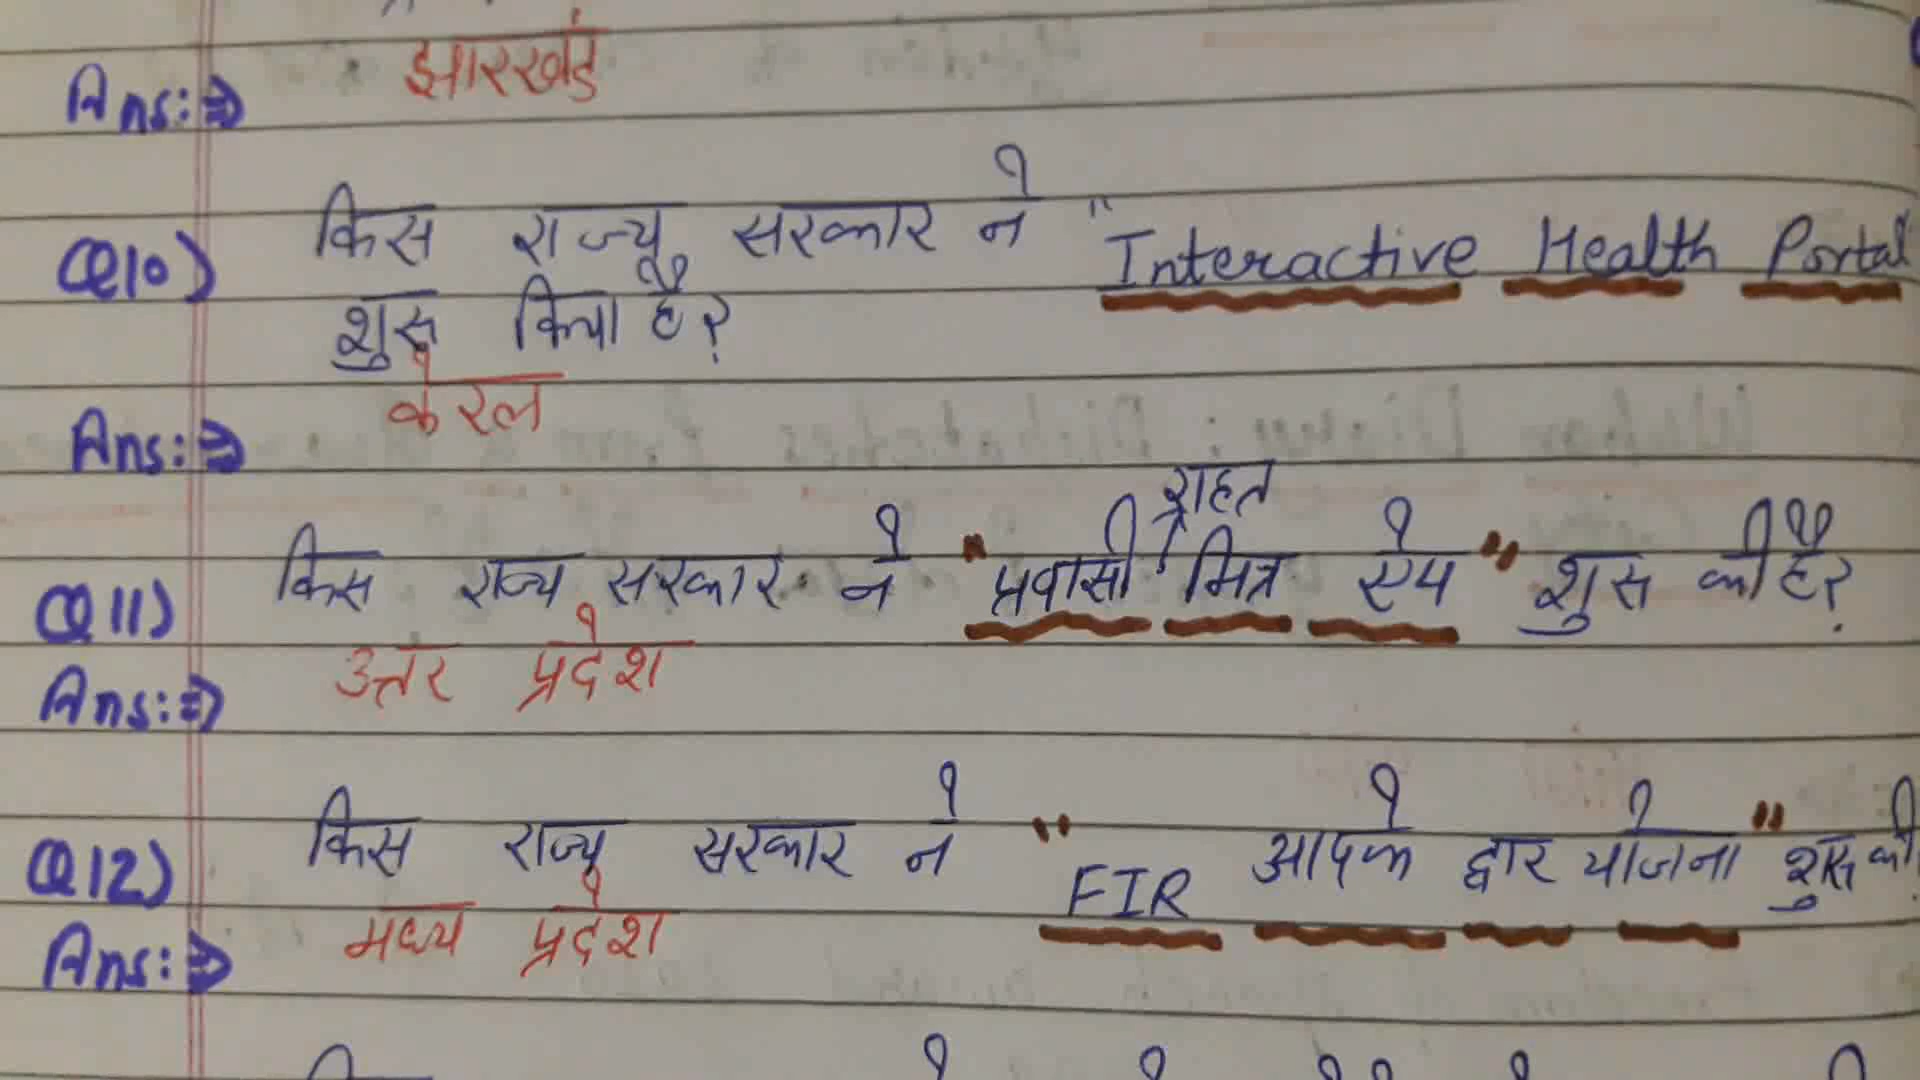 Ans:⇒ झारखंड
Q10) किस राज्य सरकार ने "Interactive Health Portal"
शुरू किया है?
Ans:⇒ केरल
राहत
Q11) किस राज्य सरकार ने "प्रवासी मित्र ऐप" शुरू की है?
Ans:⇒ उत्तर प्रदेश
Q12) किस राज्य सरकार ने "FIR आपके द्वार योजना" शुरू की
Ans:⇒ मध्य प्रदेश